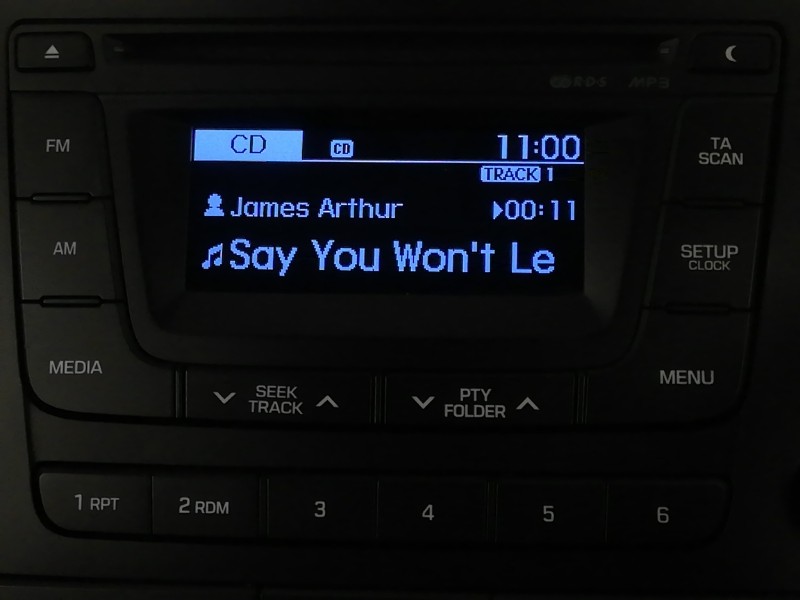 RDS MP3
FM
CD CD 11:00
TRACK 1
James Arthur 00:11
Say You Won't Le
TA
SCAN
AM
SETUP
CLOCK
MEDIA
SEEK
TRACK
PTY
FOLDER
MENU
1 RPT
2 RDM
3
4
5
6